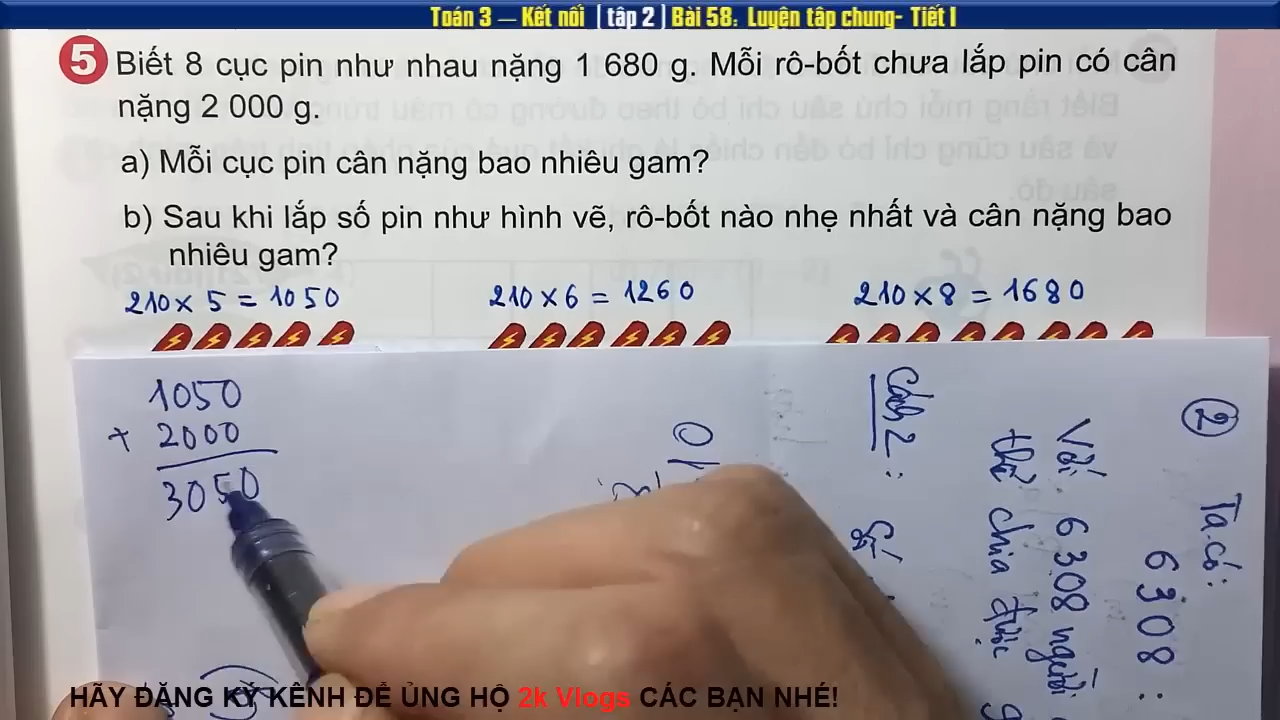 Toán 3 – Kết nối ( tập 2 ) Bài 58: Luyện tập chung- Tiết 1
5 Biết 8 cục pin như nhau nặng 1 680 g. Mỗi rô-bốt chưa lắp pin có cân
nặng 2 000 g.
a) Mỗi cục pin cân nặng bao nhiêu gam?
b) Sau khi lắp số pin như hình vẽ, rô-bốt nào nhẹ nhất và cân nặng bao
nhiêu gam?
210 × 5 = 1050
210 × 6 = 1260
210 × 8 = 1680
1050
+ 2000
3050
Cách 2:
2 Ta có:
6308 :
Với 6308 người
thể chia được
HÃY ĐĂNG KÝ KÊNH ĐỂ ỦNG HỘ 2k Vlogs CÁC BẠN NHÉ!